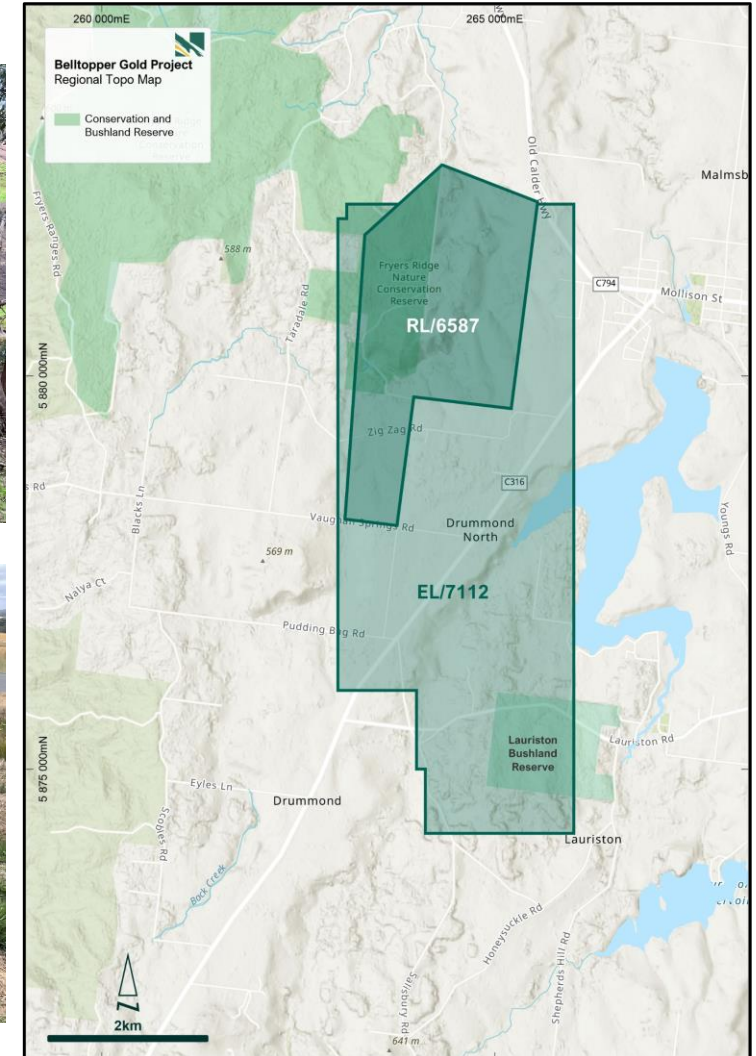 260 000mE
265 000mE
Belltopper Gold Project
Regional Topo Map
Conservation and
Bushland Reserve
Fryers Ranges Rd
Old Calder Hwy
Malmsb
588 m
Taradale Rd
Fryers Ridge
Nature
Conservation
Reserve
C794
Mollison St
RL/6587
5 880 000mN
Zig Zag Rd
C316
s Rd
Blacks Ln
Vaughan Springs Rd
Drummond
North
Youngs Rd
569 m
Nalya Ct
EL/7112
Pudding Bag Rd
Lauriston
Bushland
Reserve
Lauriston Rd
5 875 000mN
Eyles Ln
Drummond
Scobles Rd
Lauriston
Bock Creek
Honeysuckle Rd
Shepherds Hill Rd
Salisbury Rd
N
2km
641 m